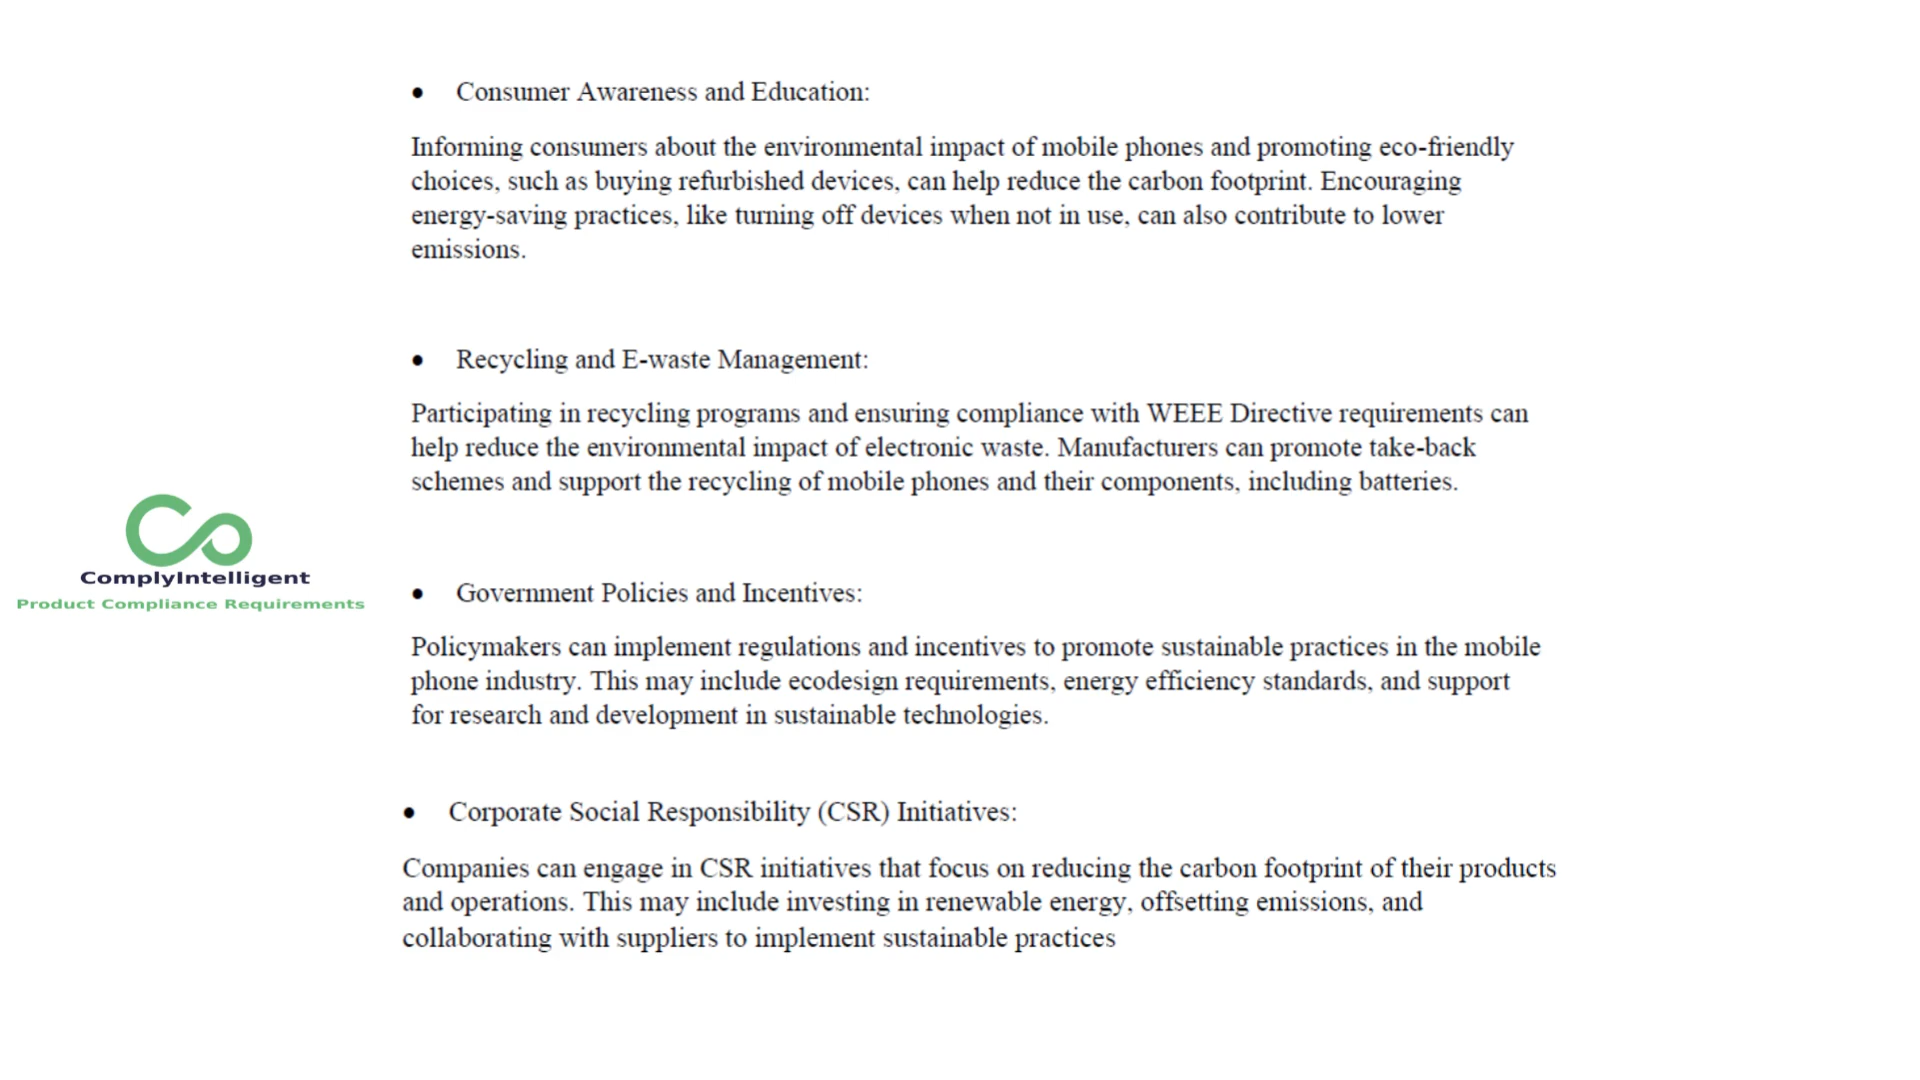 • Consumer Awareness and Education:
Informing consumers about the environmental impact of mobile phones and promoting eco-friendly
choices, such as buying refurbished devices, can help reduce the carbon footprint. Encouraging
energy-saving practices, like turning off devices when not in use, can also contribute to lower
emissions.
• Recycling and E-waste Management:
Participating in recycling programs and ensuring compliance with WEEE Directive requirements can
help reduce the environmental impact of electronic waste. Manufacturers can promote take-back
schemes and support the recycling of mobile phones and their components, including batteries.
ComplyIntelligent
Product Compliance Requirements
• Government Policies and Incentives:
Policymakers can implement regulations and incentives to promote sustainable practices in the mobile
phone industry. This may include ecodesign requirements, energy efficiency standards, and support
for research and development in sustainable technologies.
• Corporate Social Responsibility (CSR) Initiatives:
Companies can engage in CSR initiatives that focus on reducing the carbon footprint of their products
and operations. This may include investing in renewable energy, offsetting emissions, and
collaborating with suppliers to implement sustainable practices